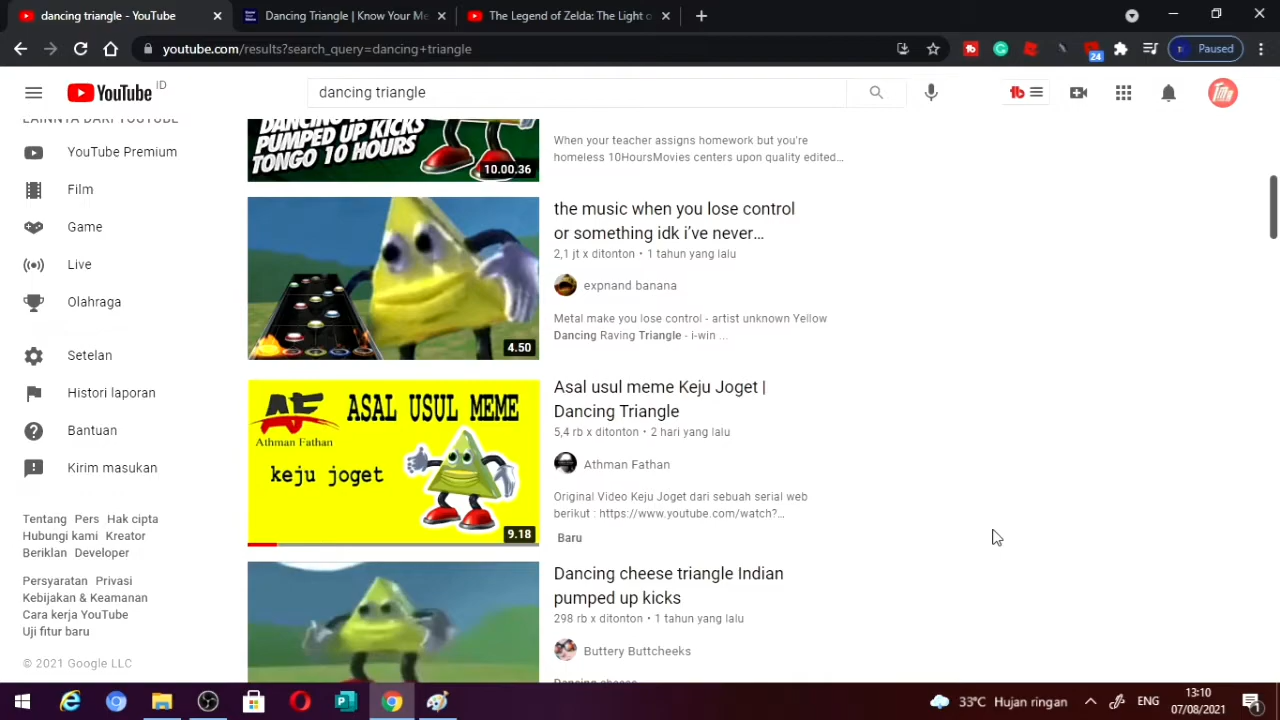 dancing triangle - YouTube
Dancing Triangle | Know Your Me
The Legend of Zelda: The Light o
youtube.com/results?search_query=dancing+triangle
24
Paused
YouTube ID
dancing triangle
LAINNYA DARI YOUTUBE
YouTube Premium
Film
Game
Live
Olahraga
Setelan
Histori laporan
Bantuan
Kirim masukan
Tentang Pers Hak cipta
Hubungi kami Kreator
Beriklan Developer
Persyaratan Privasi
Kebijakan & Keamanan
Cara kerja YouTube
Uji fitur baru
© 2021 Google LLC
DANCING
PUMPED UP KICKS
TONGO 10 HOURS
10.00.36
When your teacher assigns homework but you're
homeless 10HoursMovies centers upon quality edited…
4.50
the music when you lose control
or something idk i've never…
2,1 jt x ditonton • 1 tahun yang lalu
expnand banana
Metal make you lose control - artist unknown Yellow
Dancing Raving Triangle - i-win ...
AF
Athman Fathan
ASAL USUL MEME
keju joget
9.18
Asal usul meme Keju Joget |
Dancing Triangle
5,4 rb x ditonton • 2 hari yang lalu
Athman Fathan
Original Video Keju Joget dari sebuah serial web
berikut : https://www.youtube.com/watch?…
Baru
Dancing cheese triangle Indian
pumped up kicks
298 rb x ditonton • 1 tahun yang lalu
Buttery Buttcheeks
Dancing cheese
33°C Hujan ringan
ENG
13:10
07/08/2021
1